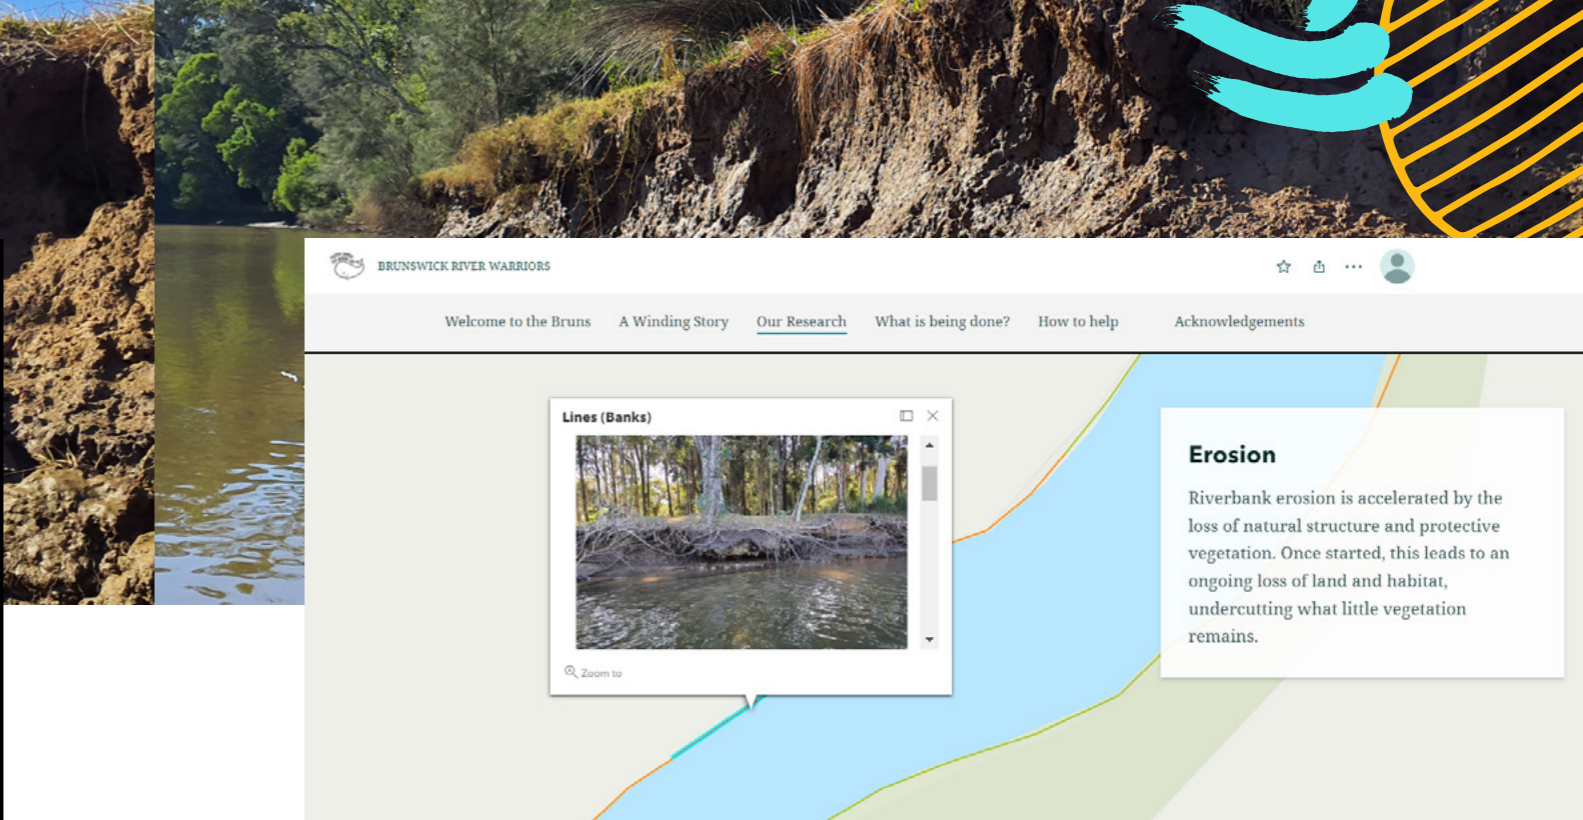 BRUNSWICK RIVER WARRIORS
Welcome to the Bruns A Winding Story Our Research What is being done? How to help Acknowledgements
Lines (Banks)
Zoom to
Erosion
Riverbank erosion is accelerated by the
loss of natural structure and protective
vegetation. Once started, this leads to an
ongoing loss of land and habitat,
undercutting what little vegetation
remains.